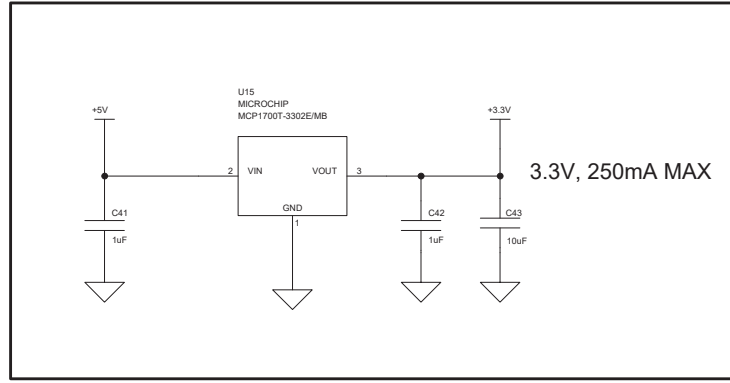 U15
MICROCHIP
MCP1700T-3302E/MB
+5V
+3.3V
2
VIN
VOUT
3
3.3V, 250mA MAX
GND
1
C41
1uF
C42
1uF
C43
10uF